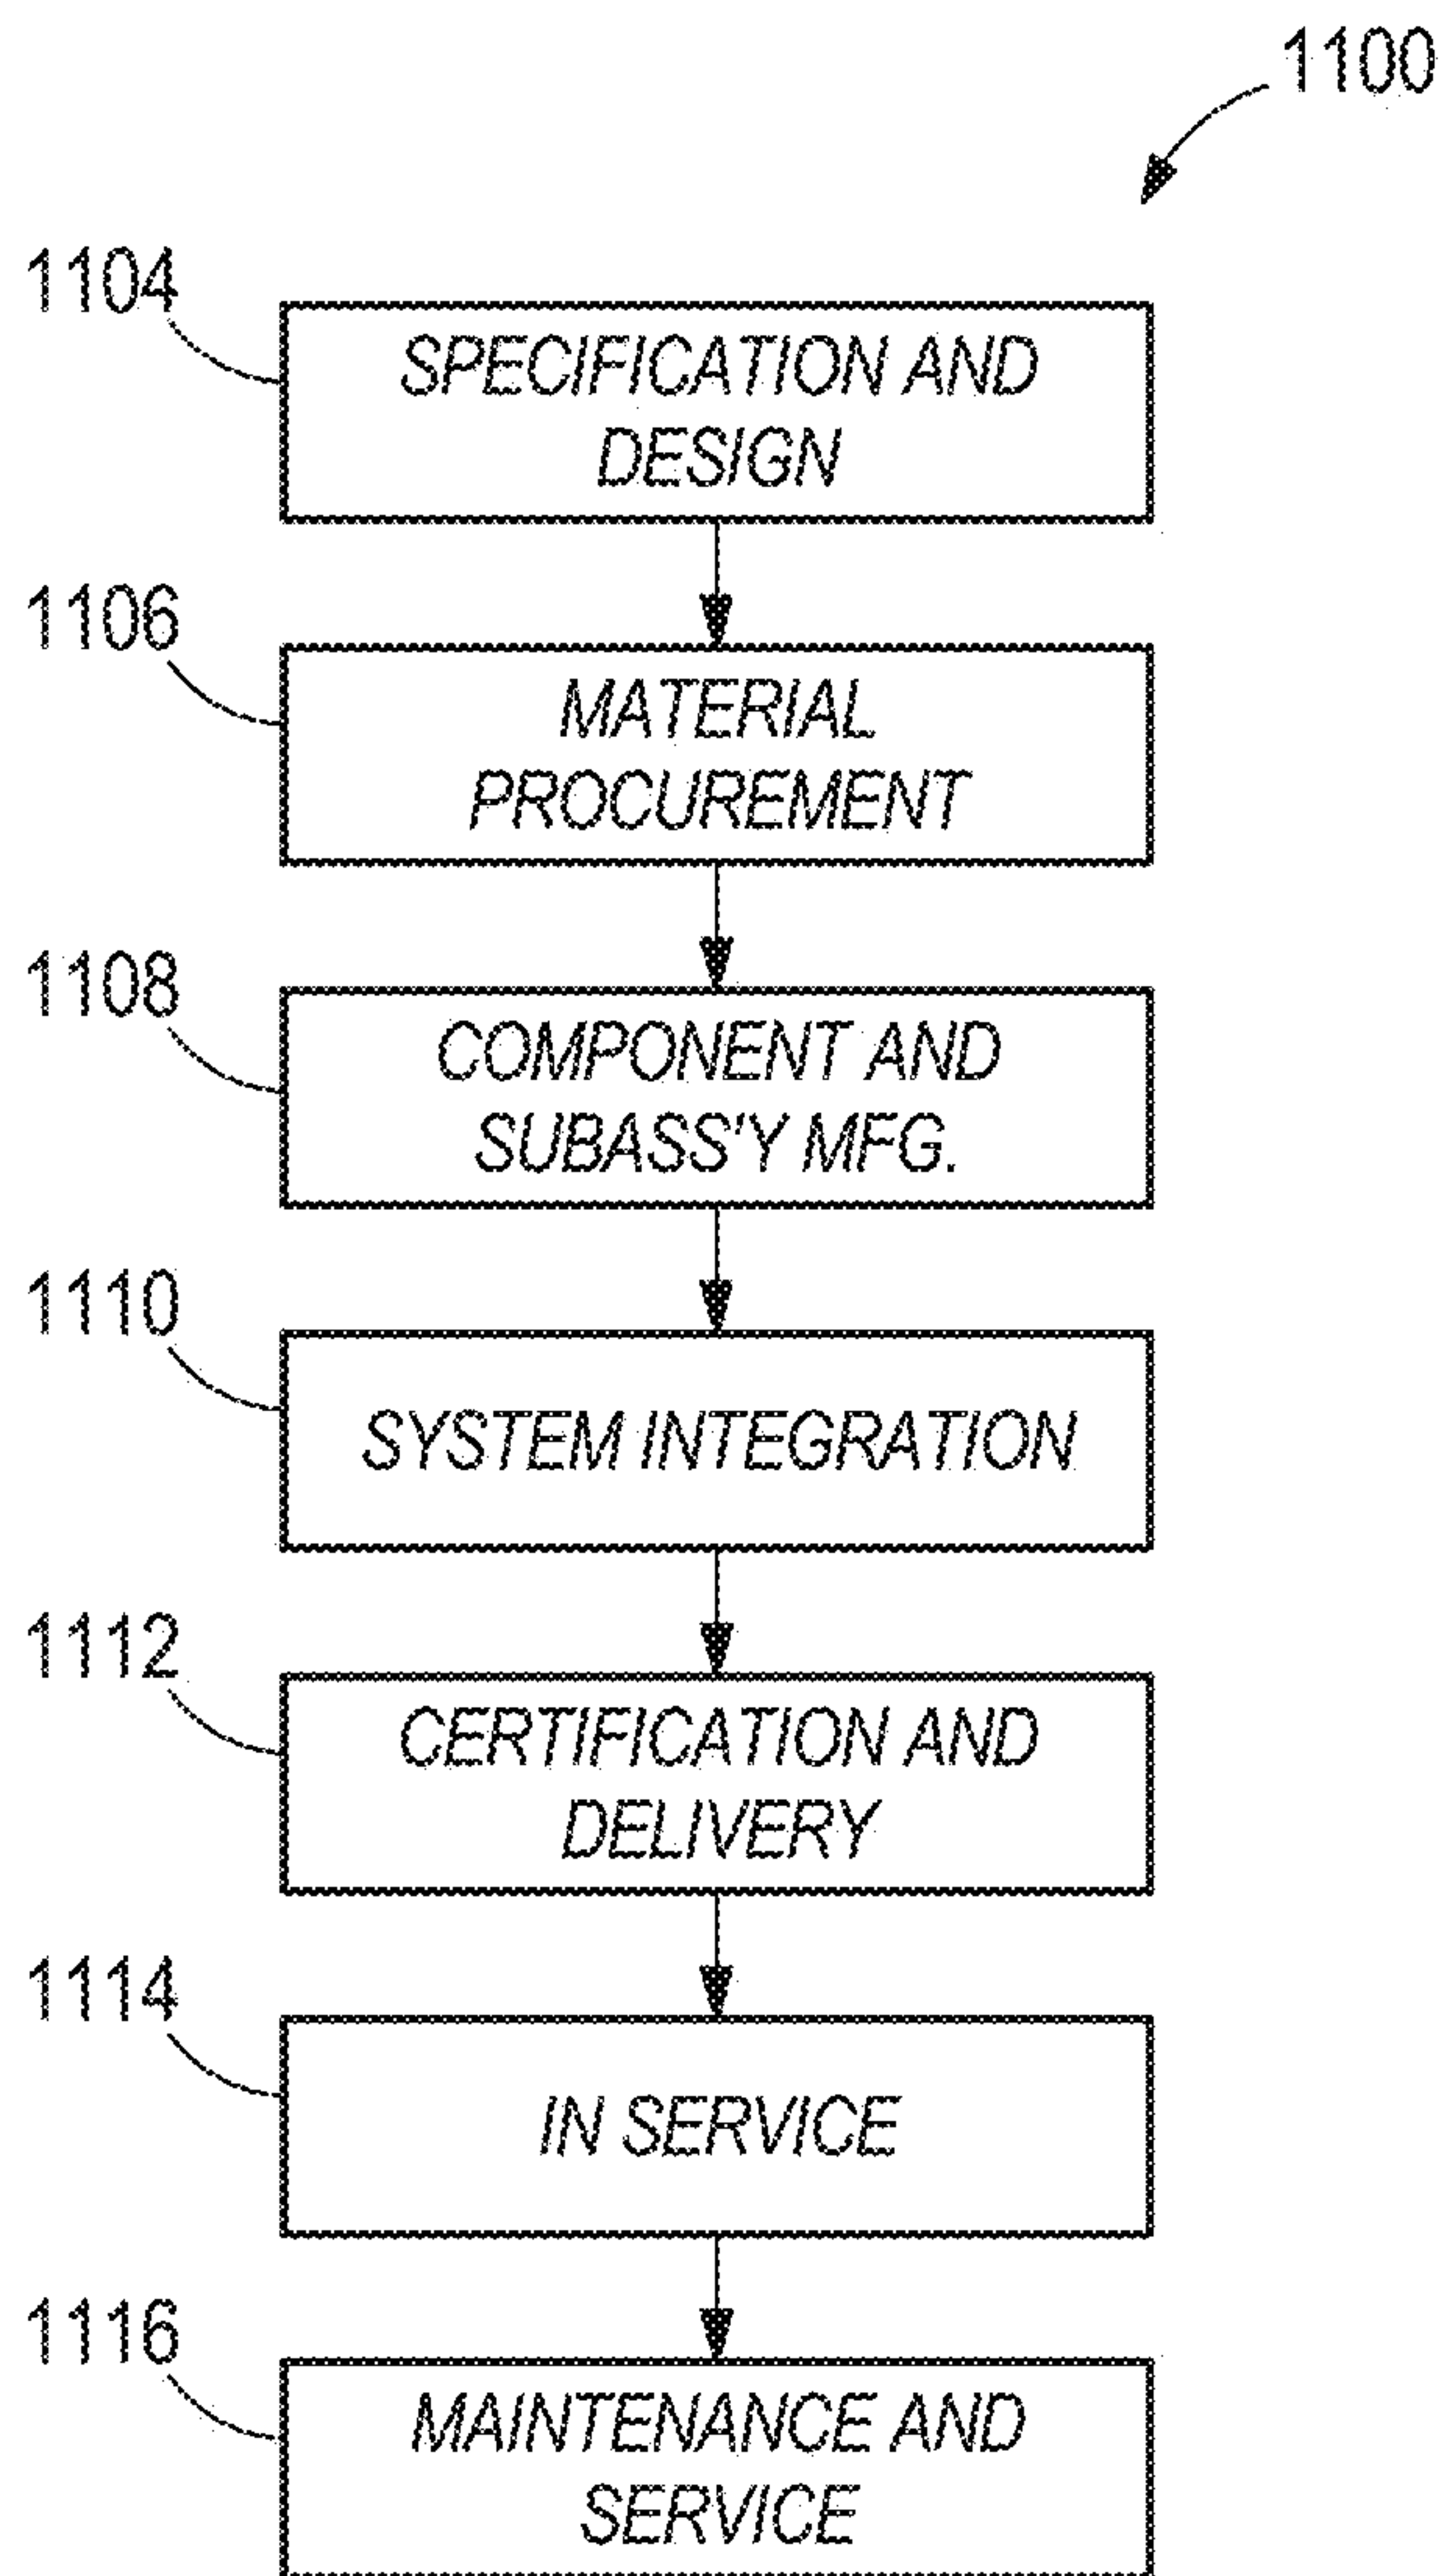 1100
1104
SPECIFICATION AND
DESIGN
1106
MATERIAL
PROCUREMENT
1108
COMPONENT AND
SUBASS'Y MFG.
1110
SYSTEM INTEGRATION
1112
CERTIFICATION AND
DELIVERY
1114
IN SERVICE
1116
MAINTENANCE AND
SERVICE